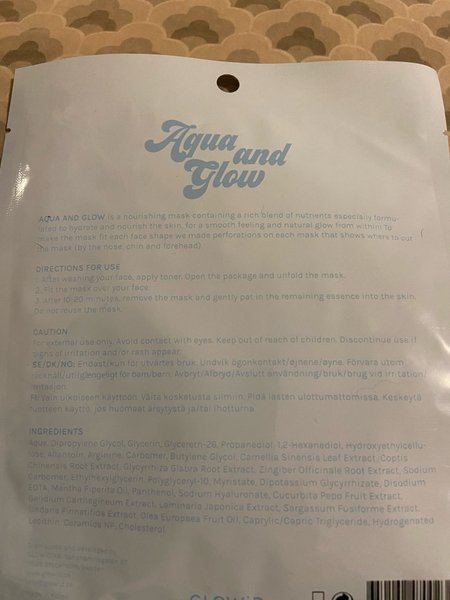 Aqua
and
Glow
AQUA AND GLOW is a nourishing mask containing a rich blend of nutrients especially formu-
lated to hydrate and nourish the skin, for a smooth feeling and natural glow from within To
make the mask fit each face shape we made perforations on each mask that shows where to cut
the mask (by the nose, chin and forehead)
DIRECTIONS FOR USE
1. After washing your face, apply toner. Open the package and unfold the mask.
2. Fit the mask over your face.
3. After 10-20 minutes, remove the mask and gently pat in the remaining essence into the skin.
Do not reuse the mask.
CAUTION
For external use only. Avoid contact with eyes. Keep out of reach of children. Discontinue use if
signs of irritation and/or rash appear.
SE/DK/NO: Endast/kun för utvärtes bruk. Undvik ögonkontakt/øjnene/øyne. Förvara utom
räckhåll/utilgængeligt för barn/børn. Avbryt/Afbryd/Avslutt användning/bruk/brug vid irritation/
irritasjon.
FI: Vain ulkoiseen käyttöön. Vältä kosketusta silmiin. Pidä lasten ulottumattomissa. Keskeytä
tuotteen käyttö, jos huomaat ärsytystä ja/tai ihottuma.
INGREDIENTS
Aqua, Dipropylene Glycol, Glycerin, Glycereth-26, Propanediol, 1,2-Hexanediol, Hydroxyethylcellu-
lose, Allantoin, Arginine, Carbomer, Butylene Glycol, Camellia Sinensis Leaf Extract, Coptis
Chinensis Root Extract, Glycyrrhiza Glabra Root Extract, Zingiber Officinale Root Extract, Sodium
Carbomer, Ethylhexylglycerin, Polyglyceryl-10, Myristate, Dipotassium Glycyrrhizate, Disodium
EDTA, Mentha Piperita Oil, Panthenol, Sodium Hyaluronate, Cucurbita Pepo Fruit Extract,
Gelidium Cartilagineum Extract, Laminaria Japonica Extract, Sargassum Fusiforme Extract,
Undaria Pinnatifida Extract, Olea Europaea Fruit Oil, Caprylic/Capric Triglyceride, Hydrogenated
Lecithin, Ceramide NP, Cholesterol.
Distributed and developed by